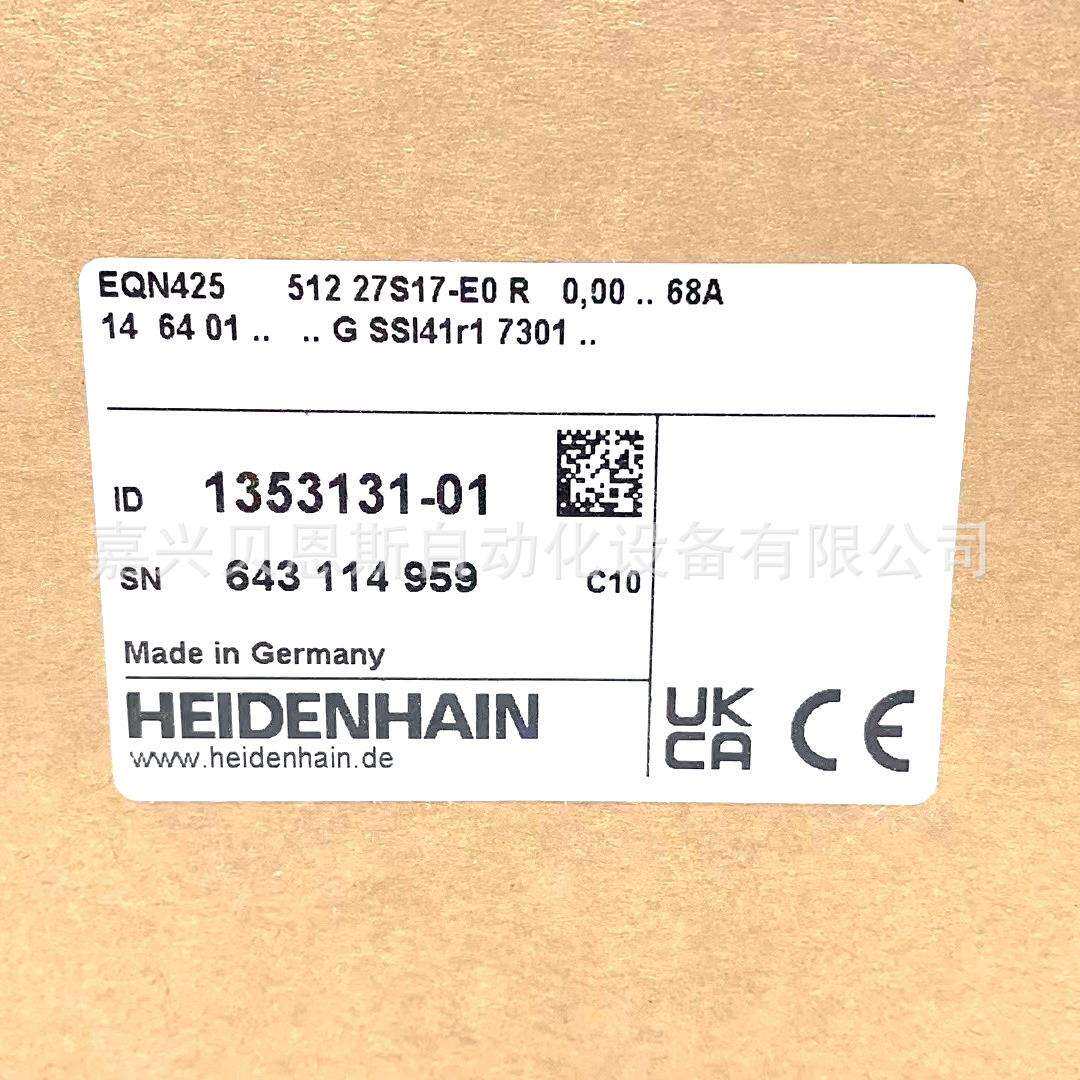 EQN425 512 27S17-E0 R 0,00 .. 68A
14 64 01 .. .. G SSI41r1 7301 ..
ID 1353131-01
嘉兴贝恩斯自动化设备有限公司
SN 643 114 959 C10
Made in Germany
HEIDENHAIN
www.heidenhain.de
UK
CA CE